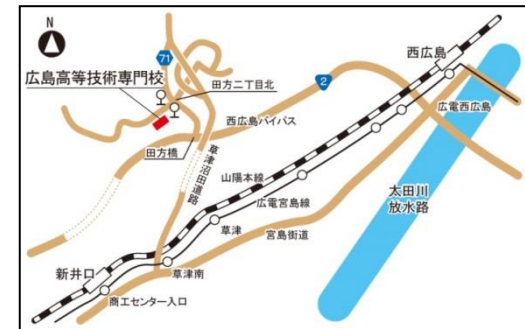 N
71
2
西広島
広島高等技術専門校
田方二丁目北
広電西広島
西広島バイパス
田方橋
草津沼田道路
山陽本線
太田川
放水路
広電宮島線
草津
宮島街道
新井口
草津南
商工センター入口